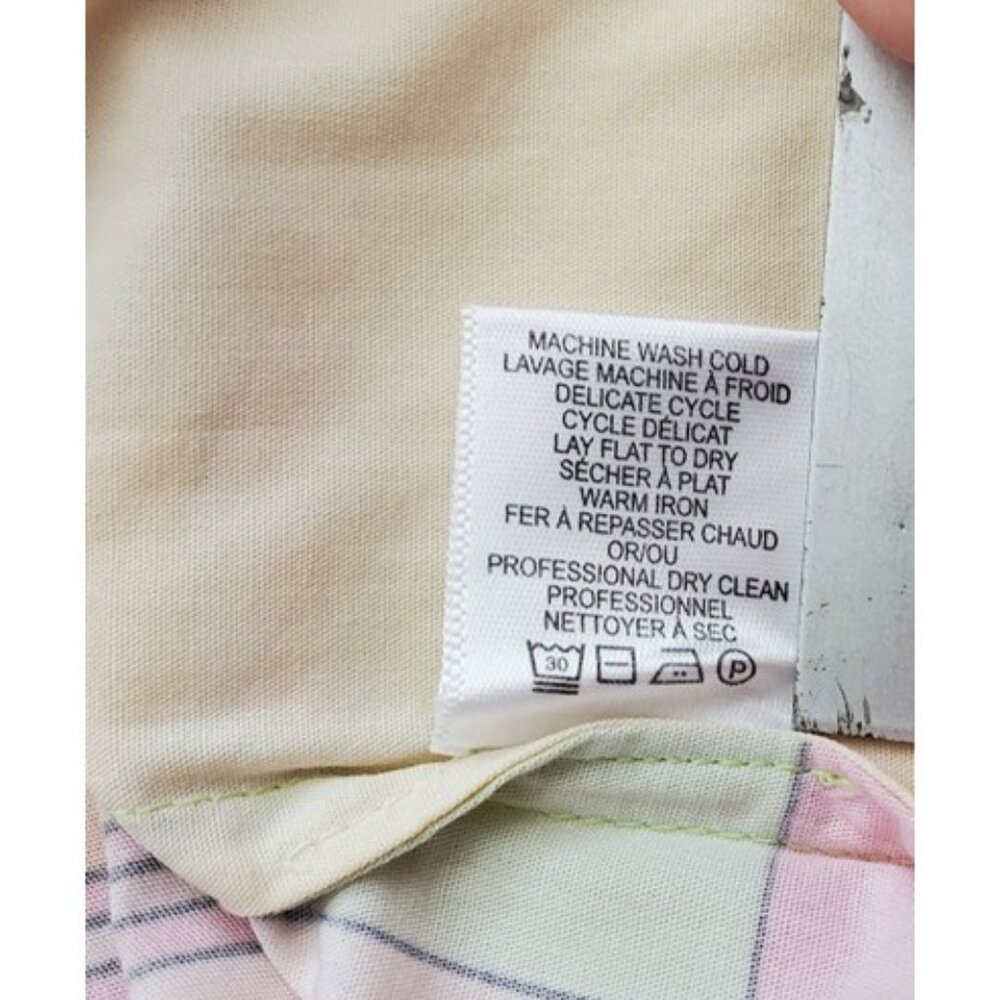 MACHINE WASH COLD
LAVAGE MACHINE À FROID
DELICATE CYCLE
CYCLE DÉLICAT
LAY FLAT TO DRY
SÉCHER À PLAT
WARM IRON
FER À REPASSER CHAUD
OR/OU
PROFESSIONAL DRY CLEAN
PROFESSIONNEL
NETTOYER À SEC
30 P